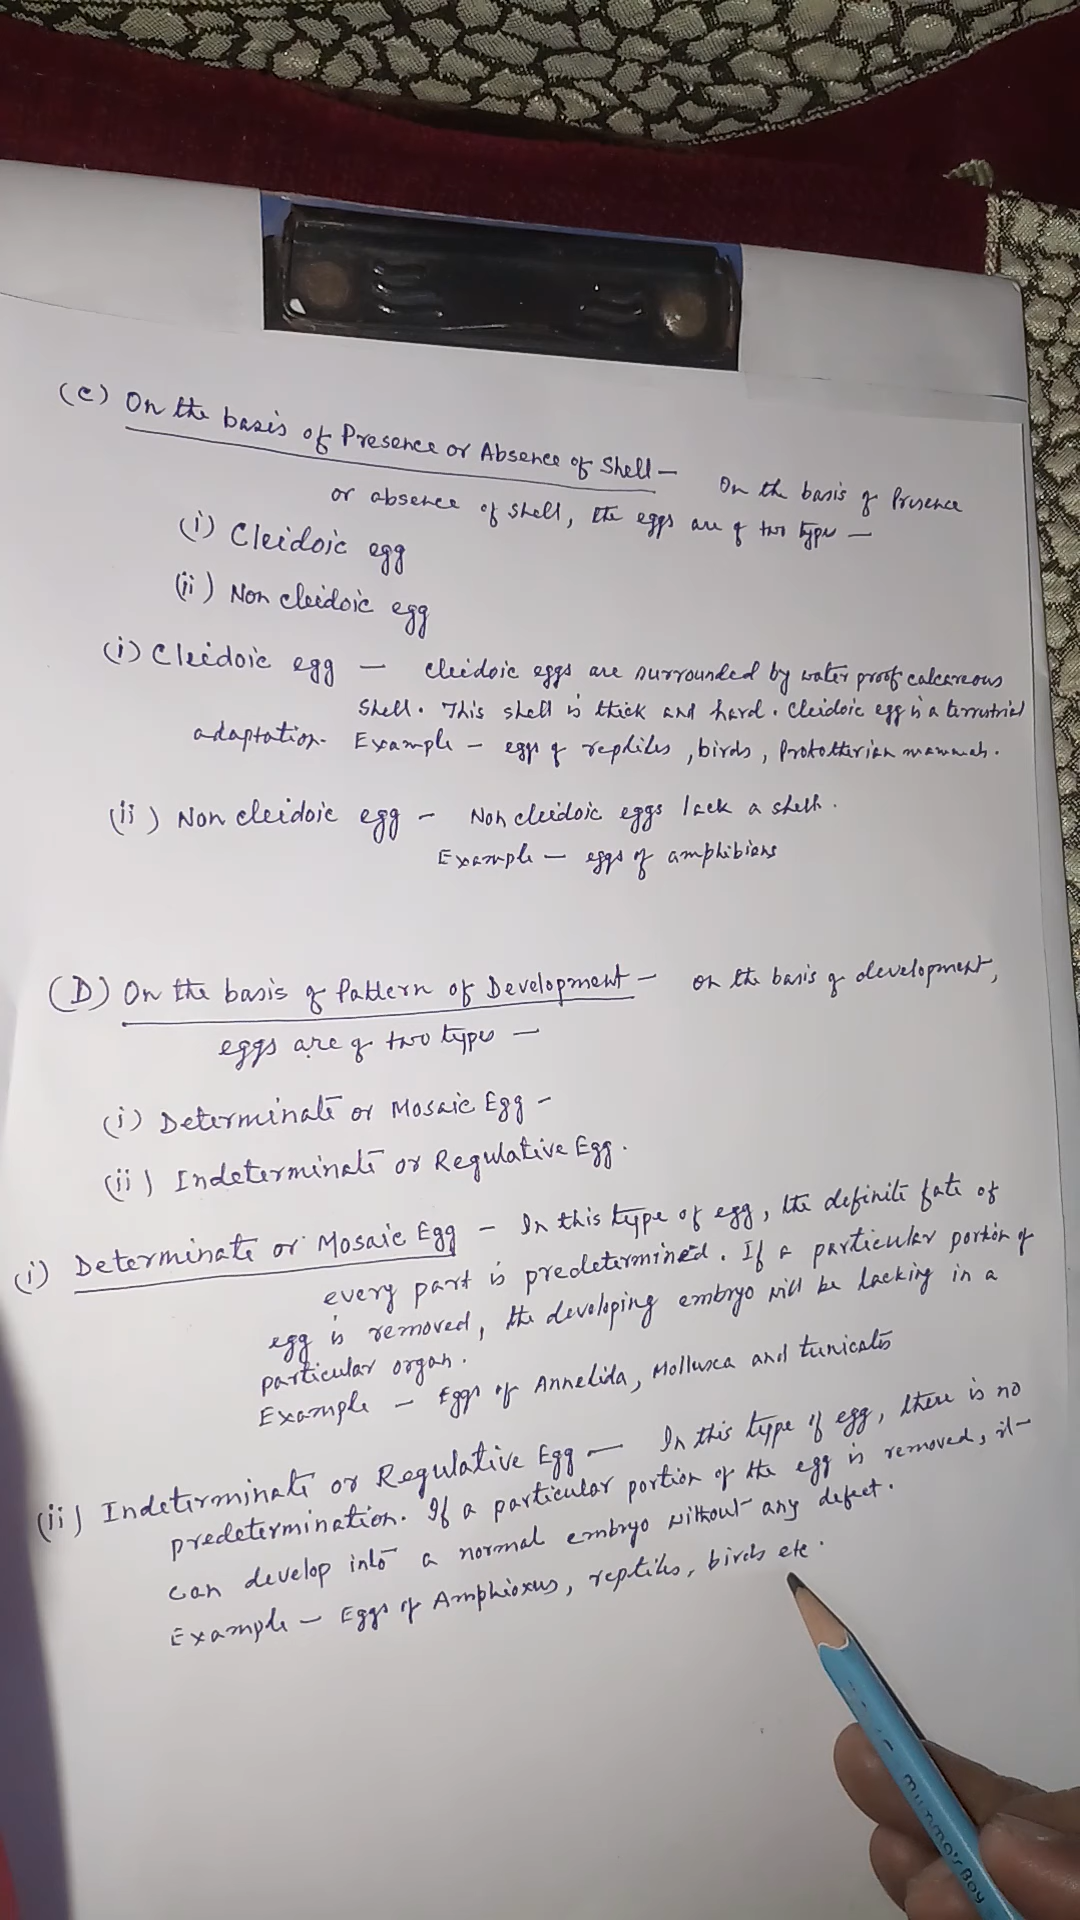 (C) On the basis of Presence or Absence of Shell — On the basis of Presence
or absence of shell, the eggs are of two type —
(i) Cleidoic egg
(ii) Non cleidoic egg
(i) Cleidoic egg — cleidoic eggs are surrounded by water proof calcareous
shell. This shell is thick and hard. Cleidoic egg is a terrestrial
adaptation. Example — eggs of reptiles, birds, Prototherian mammals.
(ii) Non cleidoic egg — Non cleidoic eggs lack a shell.
Example — eggs of amphibians
(D) On the basis of Pattern of Development — on the basis of development,
eggs are of two types —
(i) Determinate or Mosaic Egg —
(ii) Indeterminate or Regulative Egg.
(i) Determinate or Mosaic Egg — In this type of egg, the definite fate of
every part is predetermined. If a particular portion of
egg is removed, the developing embryo will be lacking in a
particular organ.
Example — Eggs of Annelida, Mollusca and tunicates
(ii) Indeterminate or Regulative Egg — In this type of egg, there is no
predetermination. If a particular portion of the egg is removed, it
can develop into a normal embryo without any defect.
Example — Eggs of Amphioxus, reptiles, birds etc.
mumma's Boy